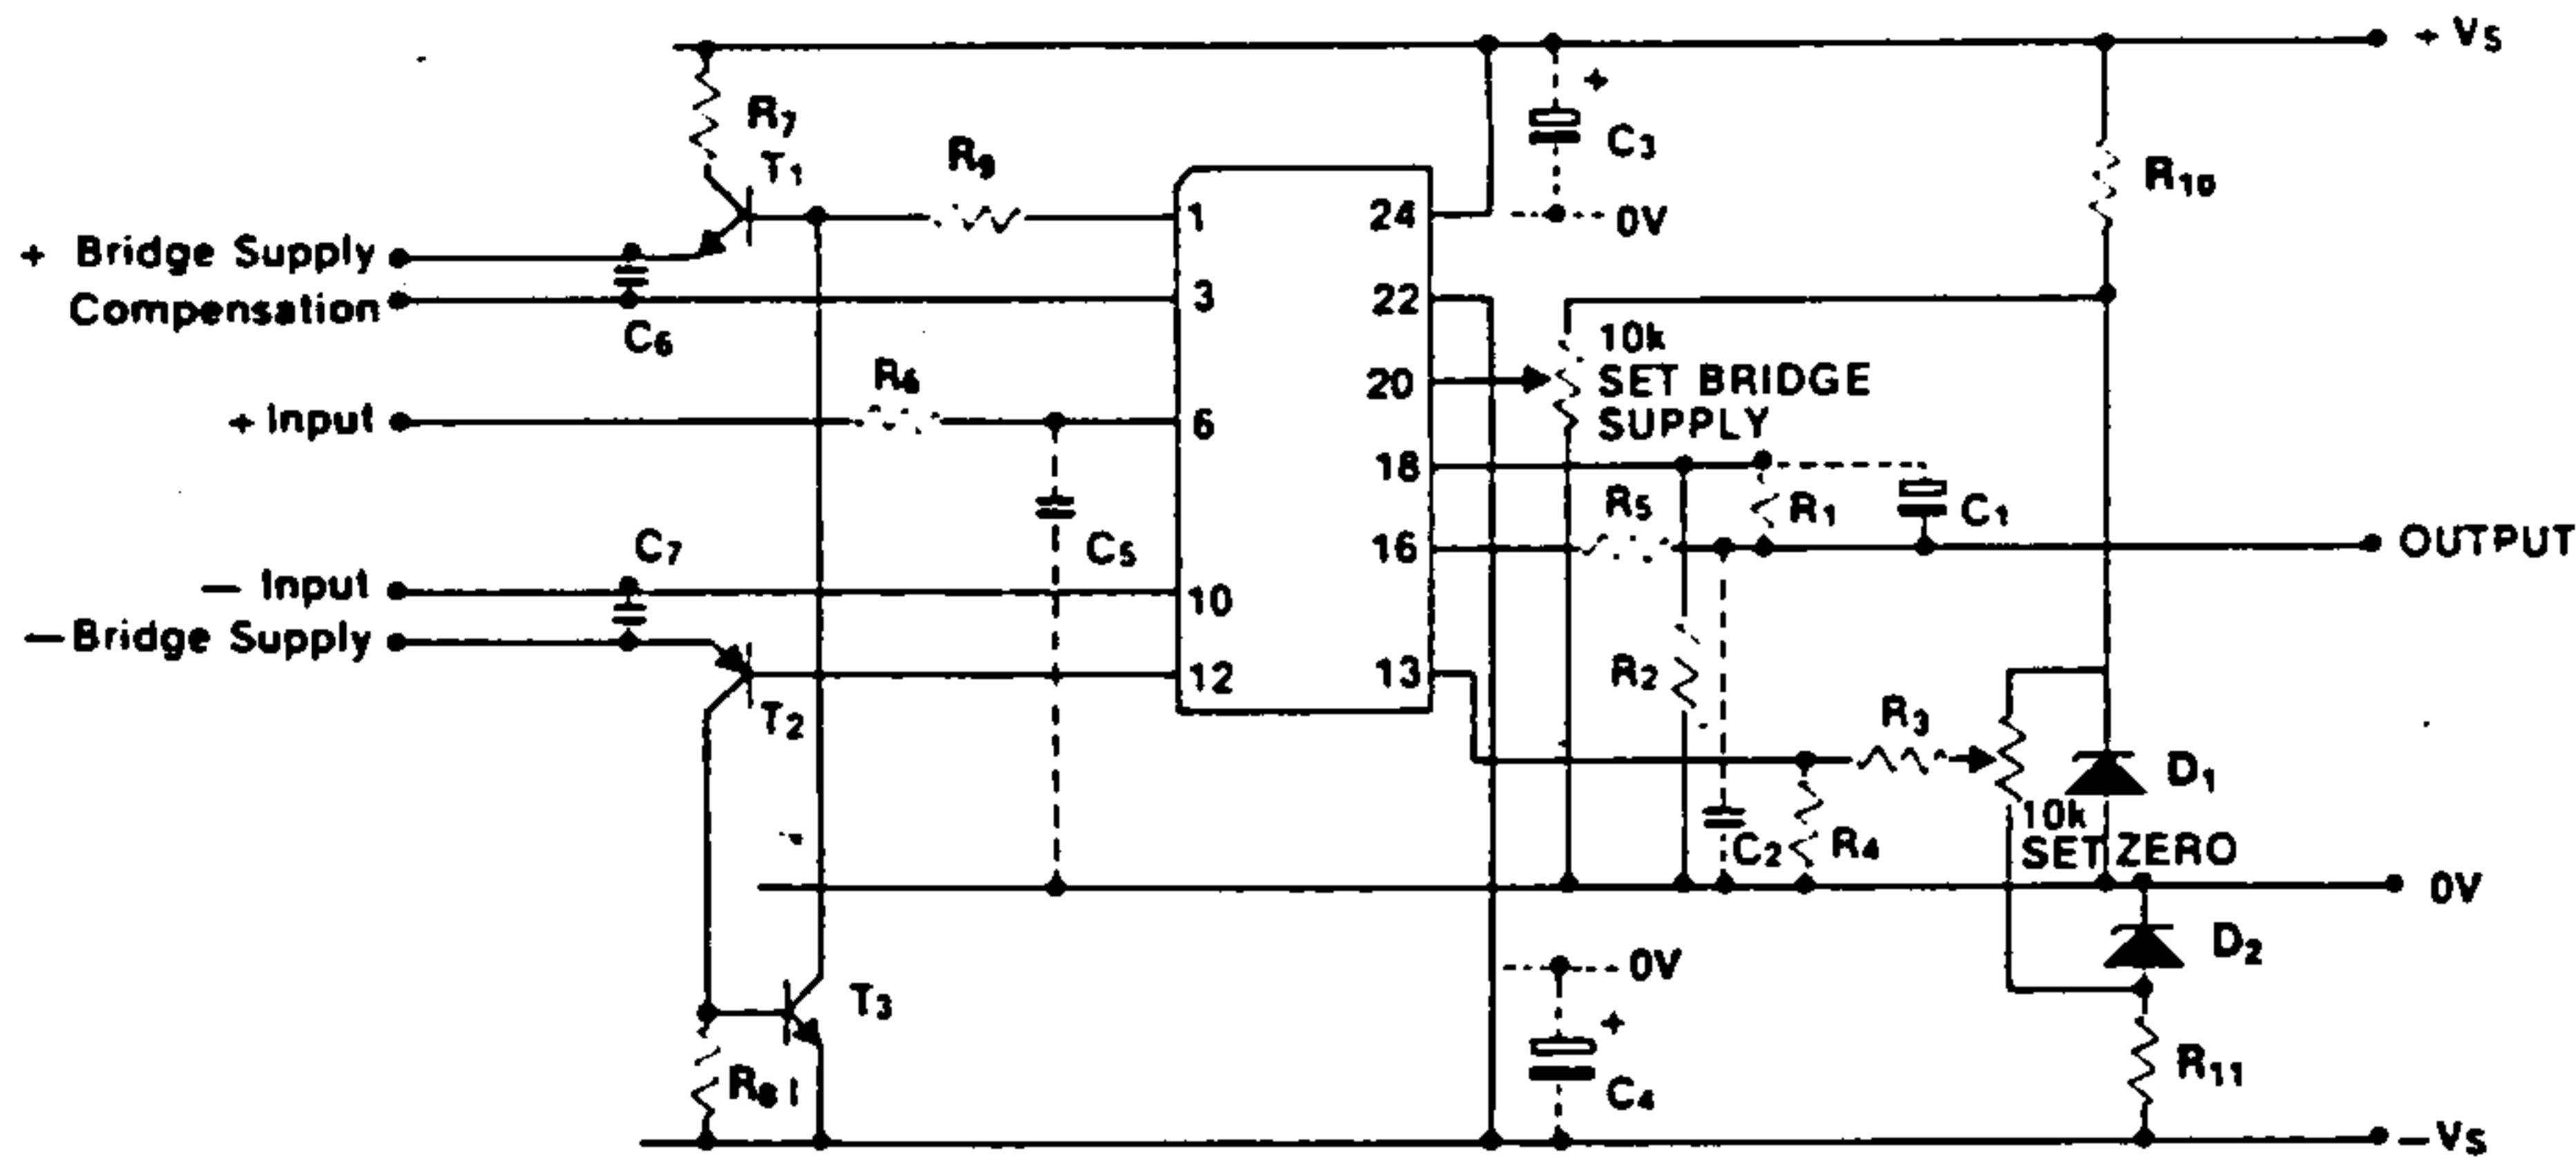 + VS
R7
T1
R9
C3
+
0V
R10
+ Bridge Supply
Compensation
C6
1
3
6
10
12
24
22
20
18
16
13
10k
SET BRIDGE
SUPPLY
R6
+ Input
R5
R1
C1
OUTPUT
C7
C5
— Input
— Bridge Supply
T2
R2
R3
D1
10k
SET ZERO
C2
R4
0V
D2
0V
+
T3
C4
R8
R11
— VS